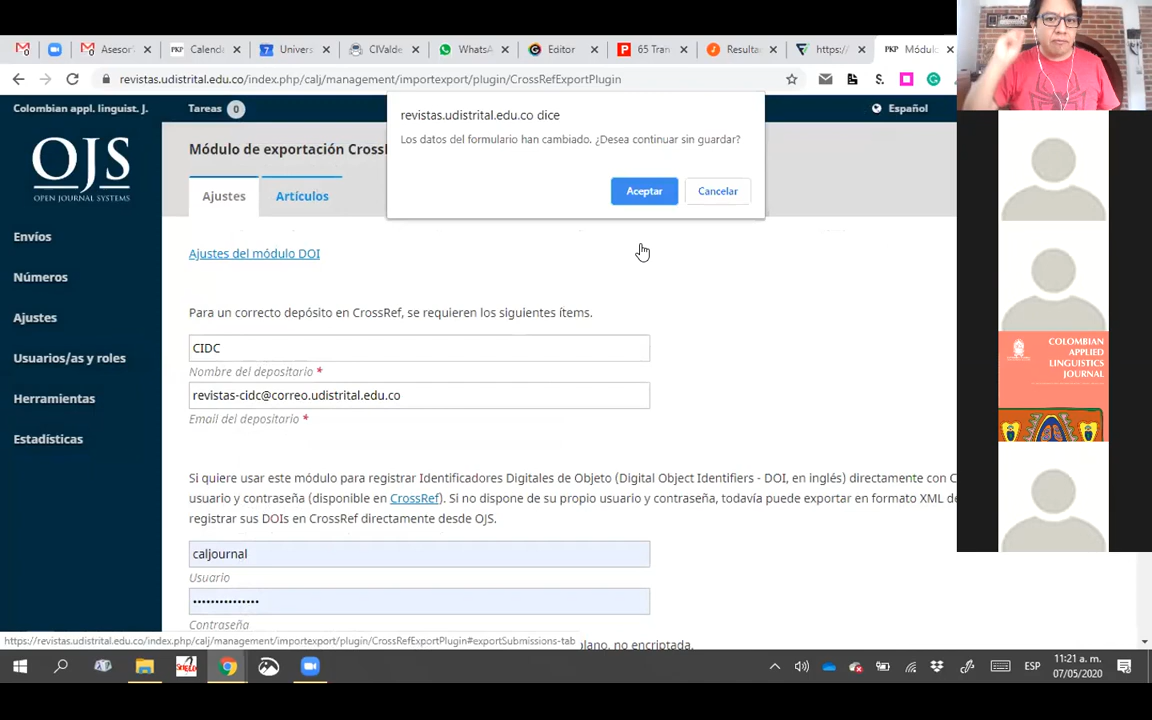 Asesor
Calenda
Univers
CIValde
WhatsA
Editor
65 Tran
Resulta
https:/
Módulo
revistas.udistrital.edu.co/index.php/calj/management/importexport/plugin/CrossRefExportPlugin
Colombian appl. linguist. J.
Tareas 0
Español
revistas.udistrital.edu.co dice
Los datos del formulario han cambiado. ¿Desea continuar sin guardar?
Aceptar
Cancelar
OJS
OPEN JOURNAL SYSTEMS
Módulo de exportación CrossR
Ajustes
Artículos
Envíos
Números
Ajustes
Usuarios/as y roles
Herramientas
Estadísticas
Ajustes del módulo DOI
Para un correcto depósito en CrossRef, se requieren los siguientes ítems.
CIDC
Nombre del depositario *
revistas-cidc@correo.udistrital.edu.co
Email del depositario *
Si quiere usar este módulo para registrar Identificadores Digitales de Objeto (Digital Object Identifiers - DOI, en inglés) directamente con C
usuario y contraseña (disponible en CrossRef). Si no dispone de su propio usuario y contraseña, todavía puede exportar en formato XML de
registrar sus DOIs en CrossRef directamente desde OJS.
caljournal
Usuario
•••••••••••••••
Contraseña
plano, no encriptada.
https://revistas.udistrital.edu.co/index.php/calj/management/importexport/plugin/CrossRefExportPlugin#exportSubmissions-tab
COLOMBIAN
APPLIED
LINGUISTICS
JOURNAL
ESP
11:21 a. m.
07/05/2020